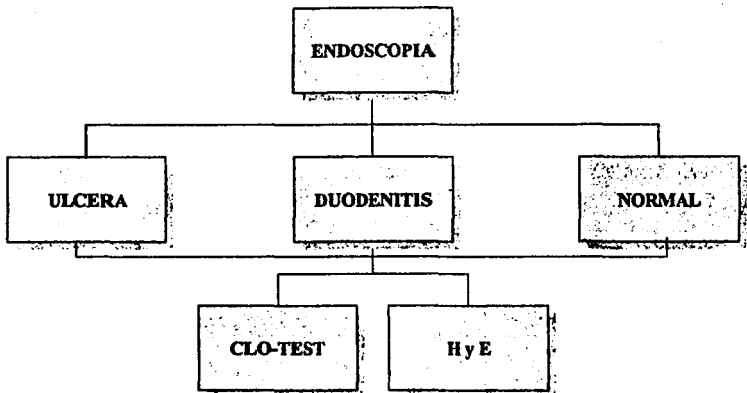 ENDOSCOPIA
ULCERA
DUODENITIS
NORMAL
CLO-TEST
H y E